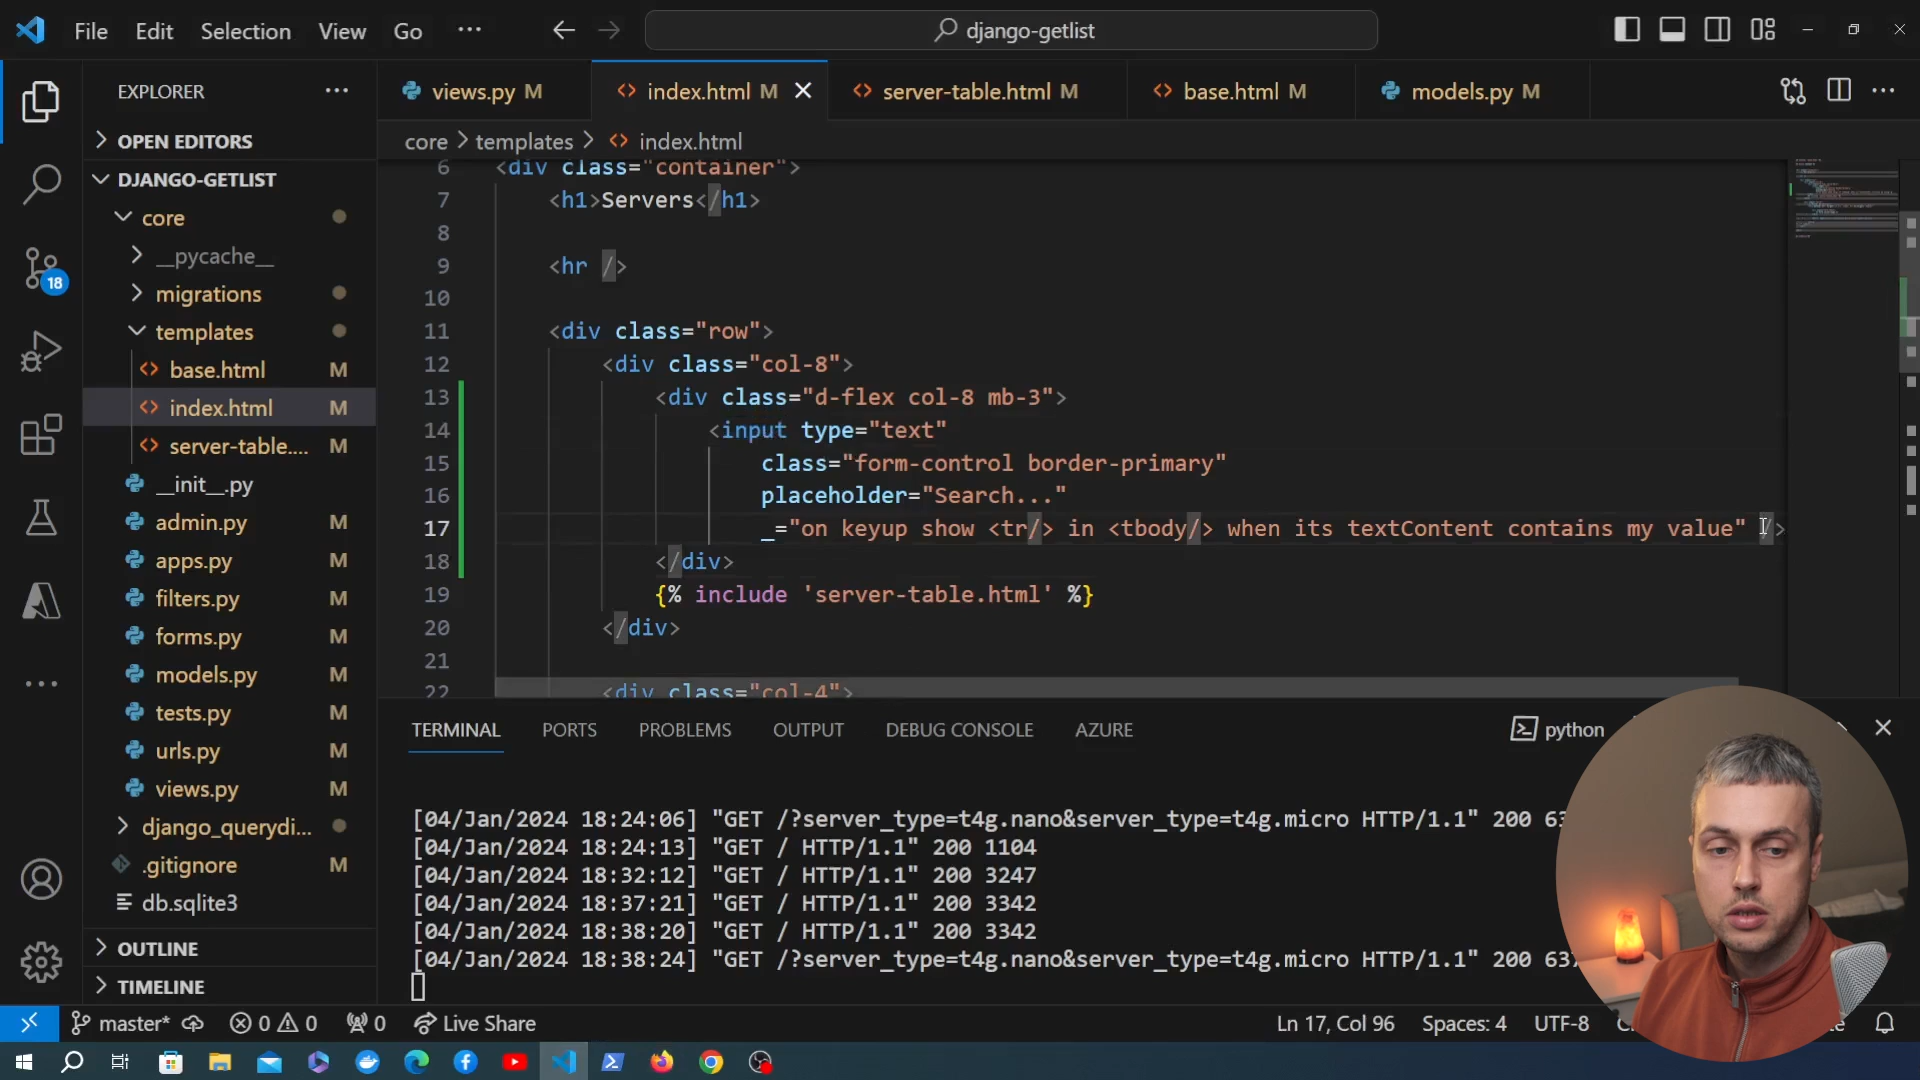 File Edit Selection View Go ··· django-getlist
EXPLORER ···
OPEN EDITORS
DJANGO-GETLIST
core
__pycache__
migrations
templates
base.html M
index.html M
server-table.... M
__init__.py
admin.py M
apps.py M
filters.py M
forms.py M
models.py M
tests.py M
urls.py M
views.py M
django_querydi...
.gitignore M
db.sqlite3
OUTLINE
TIMELINE
18
views.py M index.html M server-table.html M base.html M models.py M
core > templates > index.html
6 <div class="container">
7 <h1>Servers</h1>
8
9 <hr />
10
11 <div class="row">
12 <div class="col-8">
13 <div class="d-flex col-8 mb-3">
14 <input type="text"
15 class="form-control border-primary"
16 placeholder="Search..."
17 _="on keyup show <tr/> in <tbody/> when its textContent contains my value" />
18 </div>
19 {% include 'server-table.html' %}
20 </div>
21
22 <div class="col-4">
TERMINAL PORTS PROBLEMS OUTPUT DEBUG CONSOLE AZURE python
[04/Jan/2024 18:24:06] "GET /?server_type=t4g.nano&server_type=t4g.micro HTTP/1.1" 200
[04/Jan/2024 18:24:13] "GET / HTTP/1.1" 200 1104
[04/Jan/2024 18:32:12] "GET / HTTP/1.1" 200 3247
[04/Jan/2024 18:37:21] "GET / HTTP/1.1" 200 3342
[04/Jan/2024 18:38:20] "GET / HTTP/1.1" 200 3342
[04/Jan/2024 18:38:24] "GET /?server_type=t4g.nano&server_type=t4g.micro HTTP/1.1" 200
master* 0 0 0 Live Share Ln 17, Col 96 Spaces: 4 UTF-8